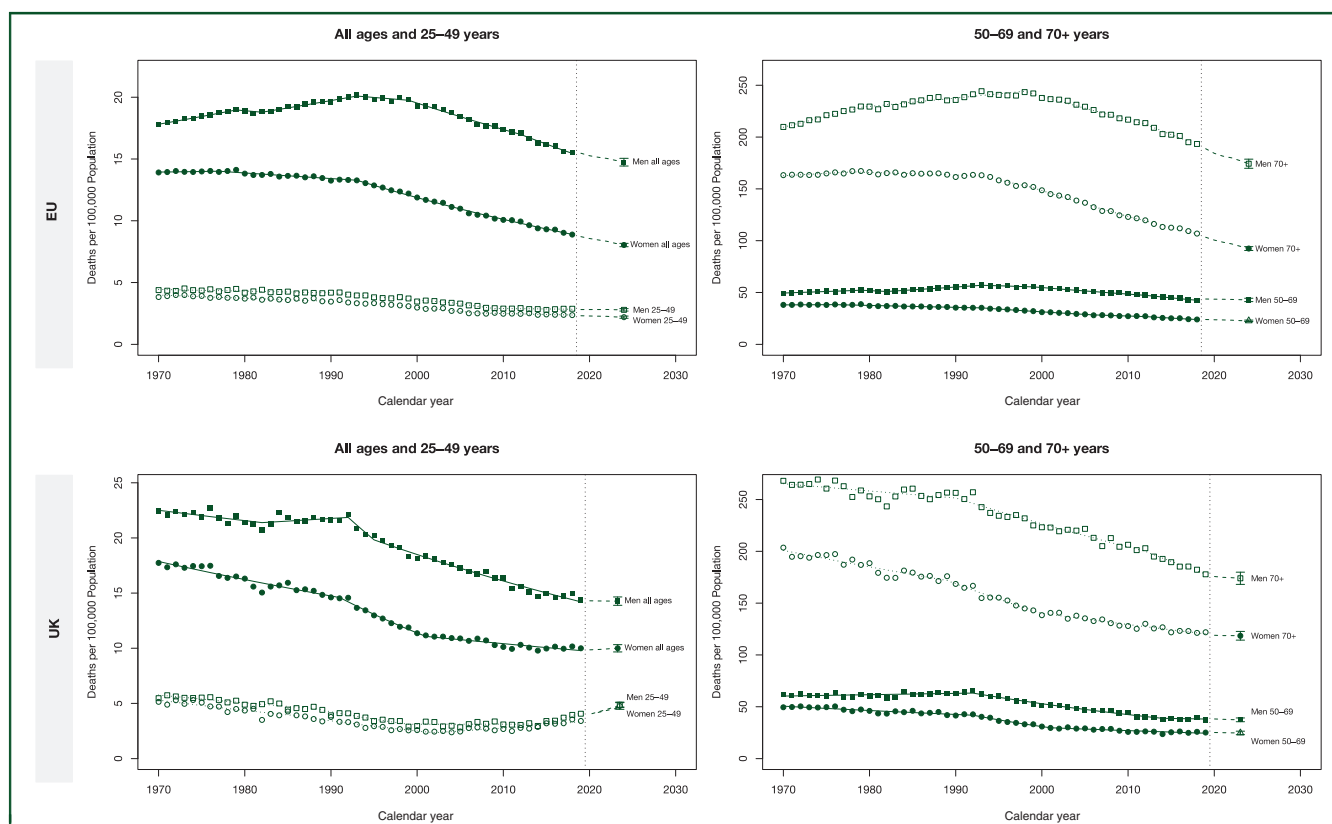 All ages and 25–49 years
50–69 and 70+ years
EU
Deaths per 100,000 Population
20
15
10
5
0
Men all ages
Women all ages
Men 25–49
Women 25–49
1970 1980 1990 2000 2010 2020 2030
Calendar year
Deaths per 100,000 Population
250
200
150
100
50
0
Men 70+
Women 70+
Men 50–69
Women 50–69
1970 1980 1990 2000 2010 2020 2030
Calendar year
All ages and 25–49 years
50–69 and 70+ years
UK
Deaths per 100,000 Population
25
20
15
10
5
0
Men all ages
Women all ages
Men 25–49
Women 25–49
1970 1980 1990 2000 2010 2020 2030
Calendar year
Deaths per 100,000 Population
250
200
150
100
50
0
Men 70+
Women 70+
Men 50–69
Women 50–69
1970 1980 1990 2000 2010 2020 2030
Calendar year